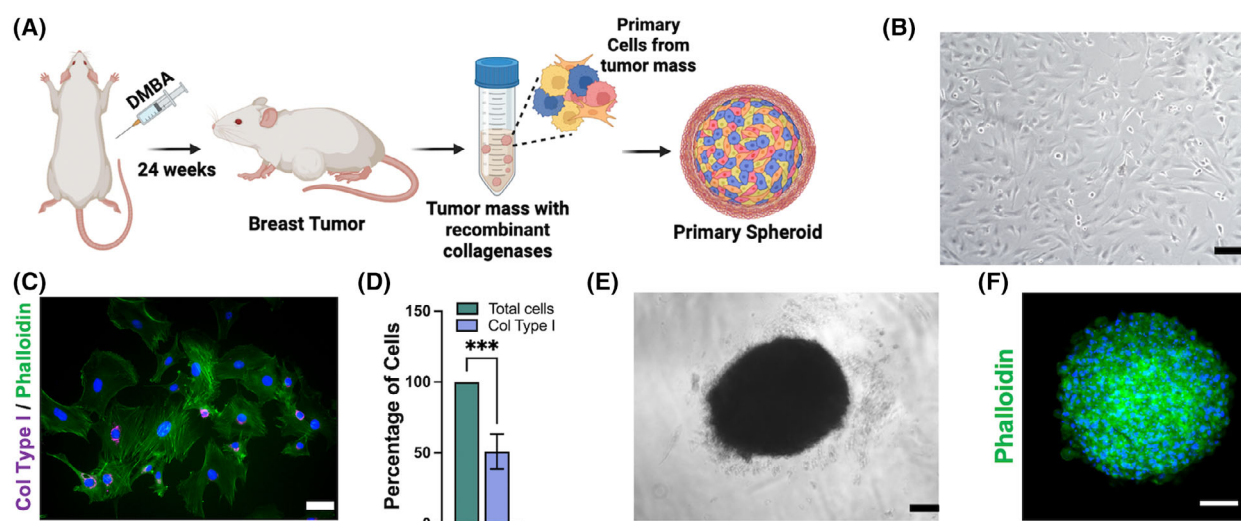 (A)
DMBA
24 weeks
Breast Tumor
Tumor mass with
recombinant
collagenases
Primary
Cells from
tumor mass
Primary Spheroid
(B)
(C)
Col Type I / Phalloidin
(D)
Percentage of Cells
150
100
50
0
Total cells
Col Type I
***
(E)
(F)
Phalloidin